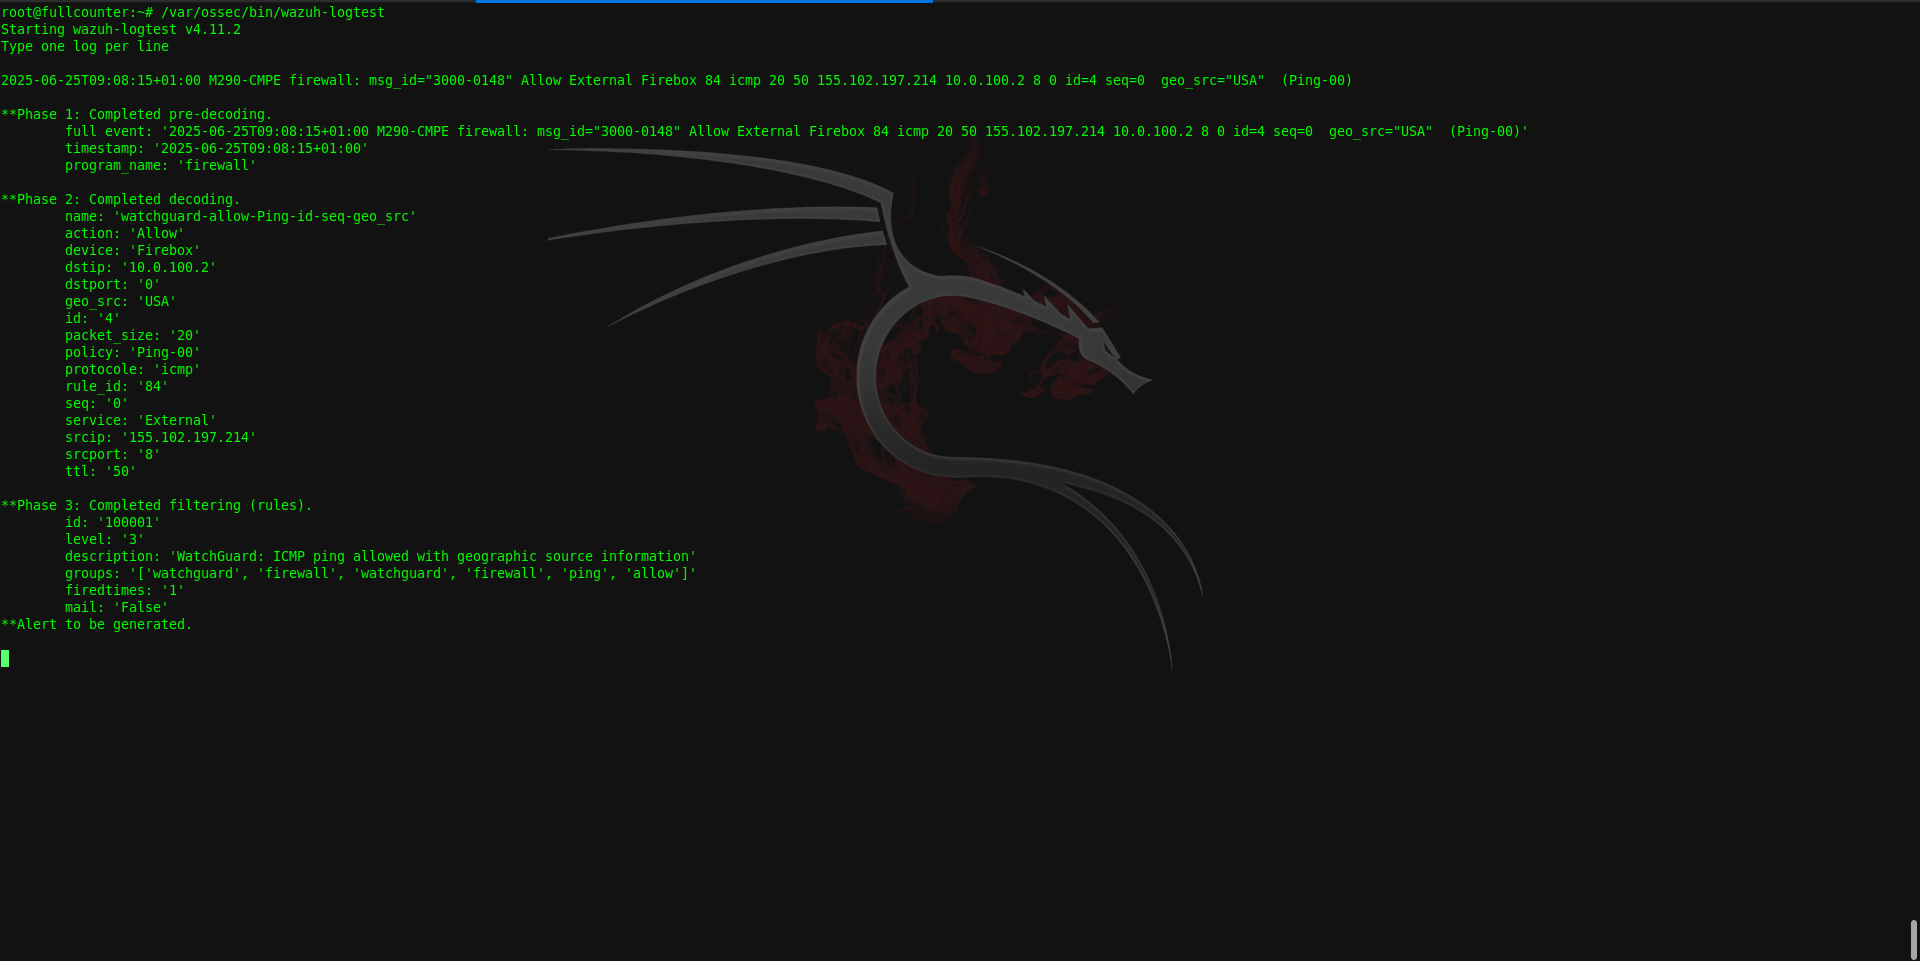 root@fullcounter:~# /var/ossec/bin/wazuh-logtest
Starting wazuh-logtest v4.11.2
Type one log per line
2025-06-25T09:08:15+01:00 M290-CMPE firewall: msg_id="3000-0148" Allow External Firebox 84 icmp 20 50 155.102.197.214 10.0.100.2 8 0 id=4 seq=0  geo_src="USA"  (Ping-00)
**Phase 1: Completed pre-decoding.
full event: '2025-06-25T09:08:15+01:00 M290-CMPE firewall: msg_id="3000-0148" Allow External Firebox 84 icmp 20 50 155.102.197.214 10.0.100.2 8 0 id=4 seq=0  geo_src="USA"  (Ping-00)'
timestamp: '2025-06-25T09:08:15+01:00'
program_name: 'firewall'
**Phase 2: Completed decoding.
name: 'watchguard-allow-Ping-id-seq-geo_src'
action: 'Allow'
device: 'Firebox'
dstip: '10.0.100.2'
dstport: '0'
geo_src: 'USA'
id: '4'
packet_size: '20'
policy: 'Ping-00'
protocole: 'icmp'
rule_id: '84'
seq: '0'
service: 'External'
srcip: '155.102.197.214'
srcport: '8'
ttl: '50'
**Phase 3: Completed filtering (rules).
id: '100001'
level: '3'
description: 'WatchGuard: ICMP ping allowed with geographic source information'
groups: '['watchguard', 'firewall', 'watchguard', 'firewall', 'ping', 'allow']'
firedtimes: '1'
mail: 'False'
**Alert to be generated.